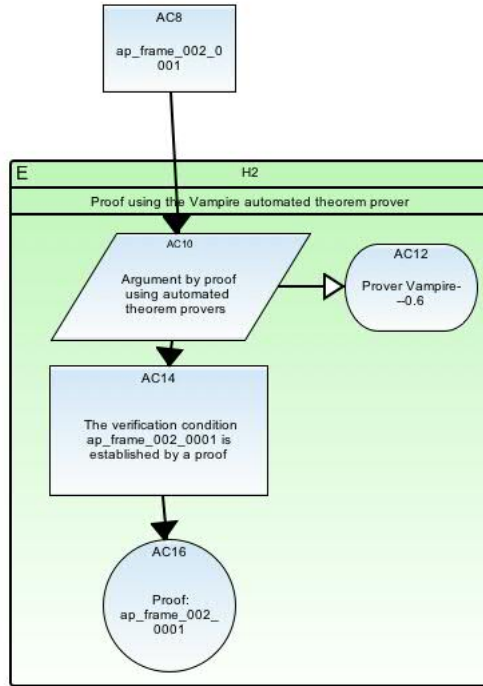 AC8
ap_frame_002_0
001
E
H2
Proof using the Vampire automated theorem prover
AC10
Argument by proof
using automated
theorem provers
AC12
Prover Vampire-
--0.6
AC14
The verification condition
ap_frame_002_0001 is
established by a proof
AC16
Proof:
ap_frame_002_
0001